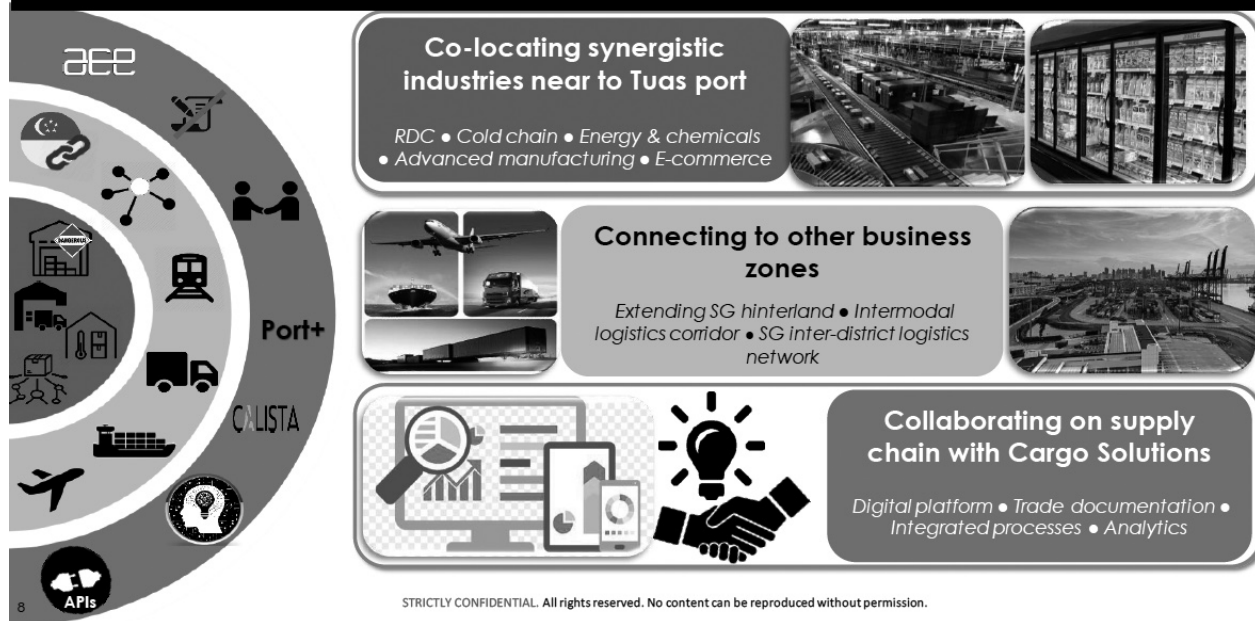 acee
DANGEROUS
Port+
CALISTA
APIs
8
Co-locating synergistic
industries near to Tuas port
RDC ● Cold chain ● Energy & chemicals
● Advanced manufacturing ● E-commerce
Connecting to other business
zones
Extending SG hinterland ● Intermodal
logistics corridor ● SG inter-district logistics
network
Collaborating on supply
chain with Cargo Solutions
Digital platform ● Trade documentation ●
Integrated processes ● Analytics
STRICTLY CONFIDENTIAL. All rights reserved. No content can be reproduced without permission.